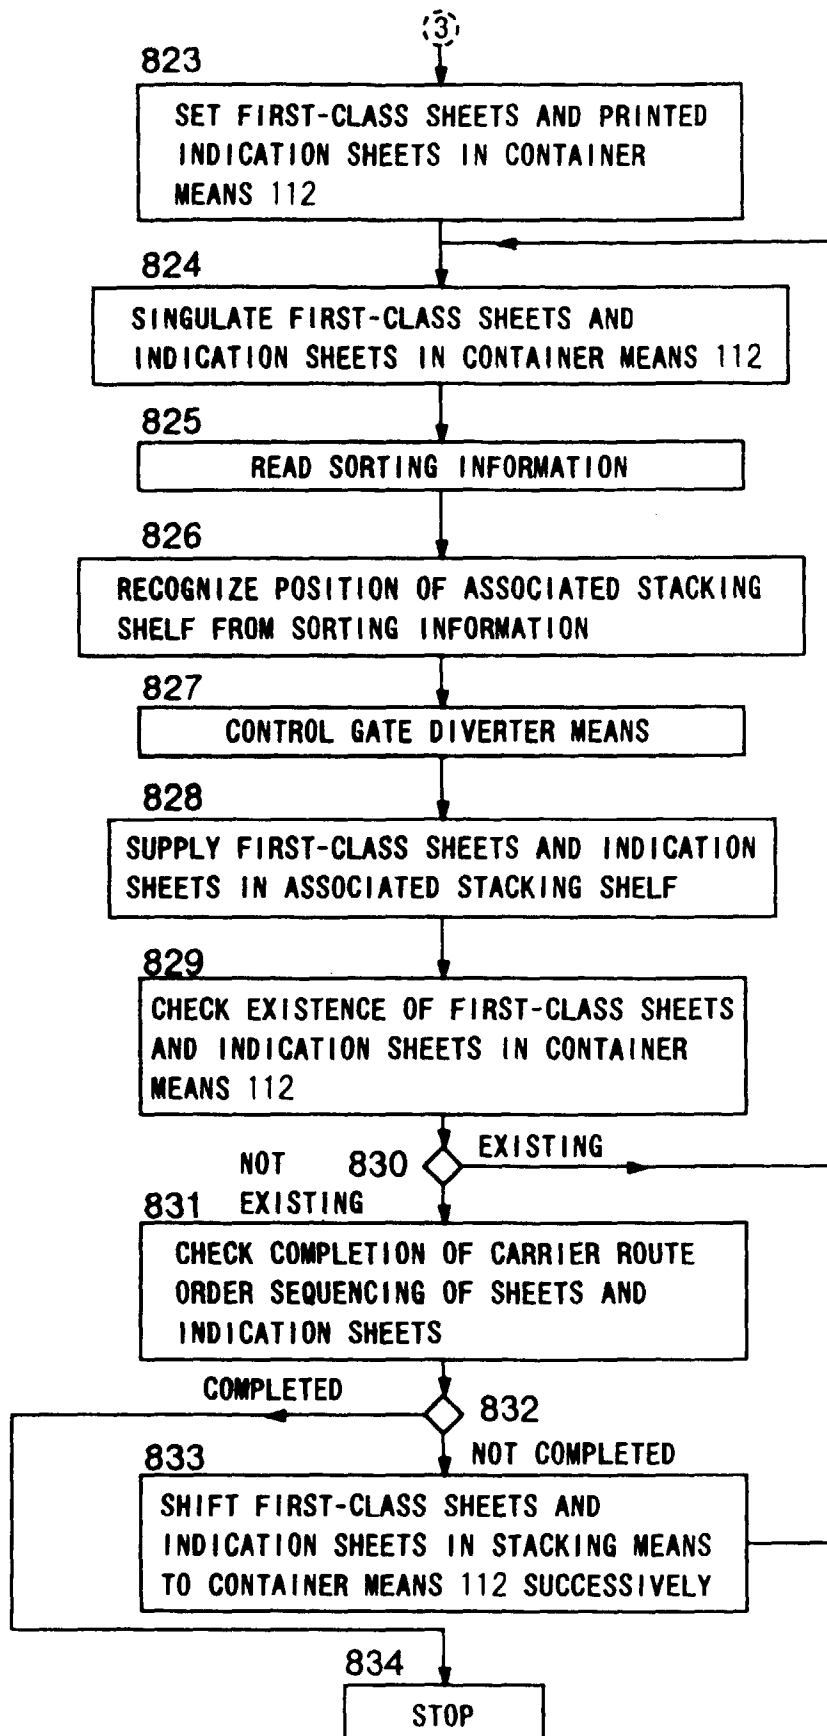 3
823
SET FIRST-CLASS SHEETS AND PRINTED
INDICATION SHEETS IN CONTAINER
MEANS 112
824
SINGULATE FIRST-CLASS SHEETS AND
INDICATION SHEETS IN CONTAINER MEANS 112
825
READ SORTING INFORMATION
826
RECOGNIZE POSITION OF ASSOCIATED STACKING
SHELF FROM SORTING INFORMATION
827
CONTROL GATE DIVERTER MEANS
828
SUPPLY FIRST-CLASS SHEETS AND INDICATION
SHEETS IN ASSOCIATED STACKING SHELF
829
CHECK EXISTENCE OF FIRST-CLASS SHEETS
AND INDICATION SHEETS IN CONTAINER
MEANS 112
EXISTING
830
NOT
EXISTING
831
CHECK COMPLETION OF CARRIER ROUTE
ORDER SEQUENCING OF SHEETS AND
INDICATION SHEETS
COMPLETED
832
NOT COMPLETED
833
SHIFT FIRST-CLASS SHEETS AND
INDICATION SHEETS IN STACKING MEANS
TO CONTAINER MEANS 112 SUCCESSIVELY
834
STOP